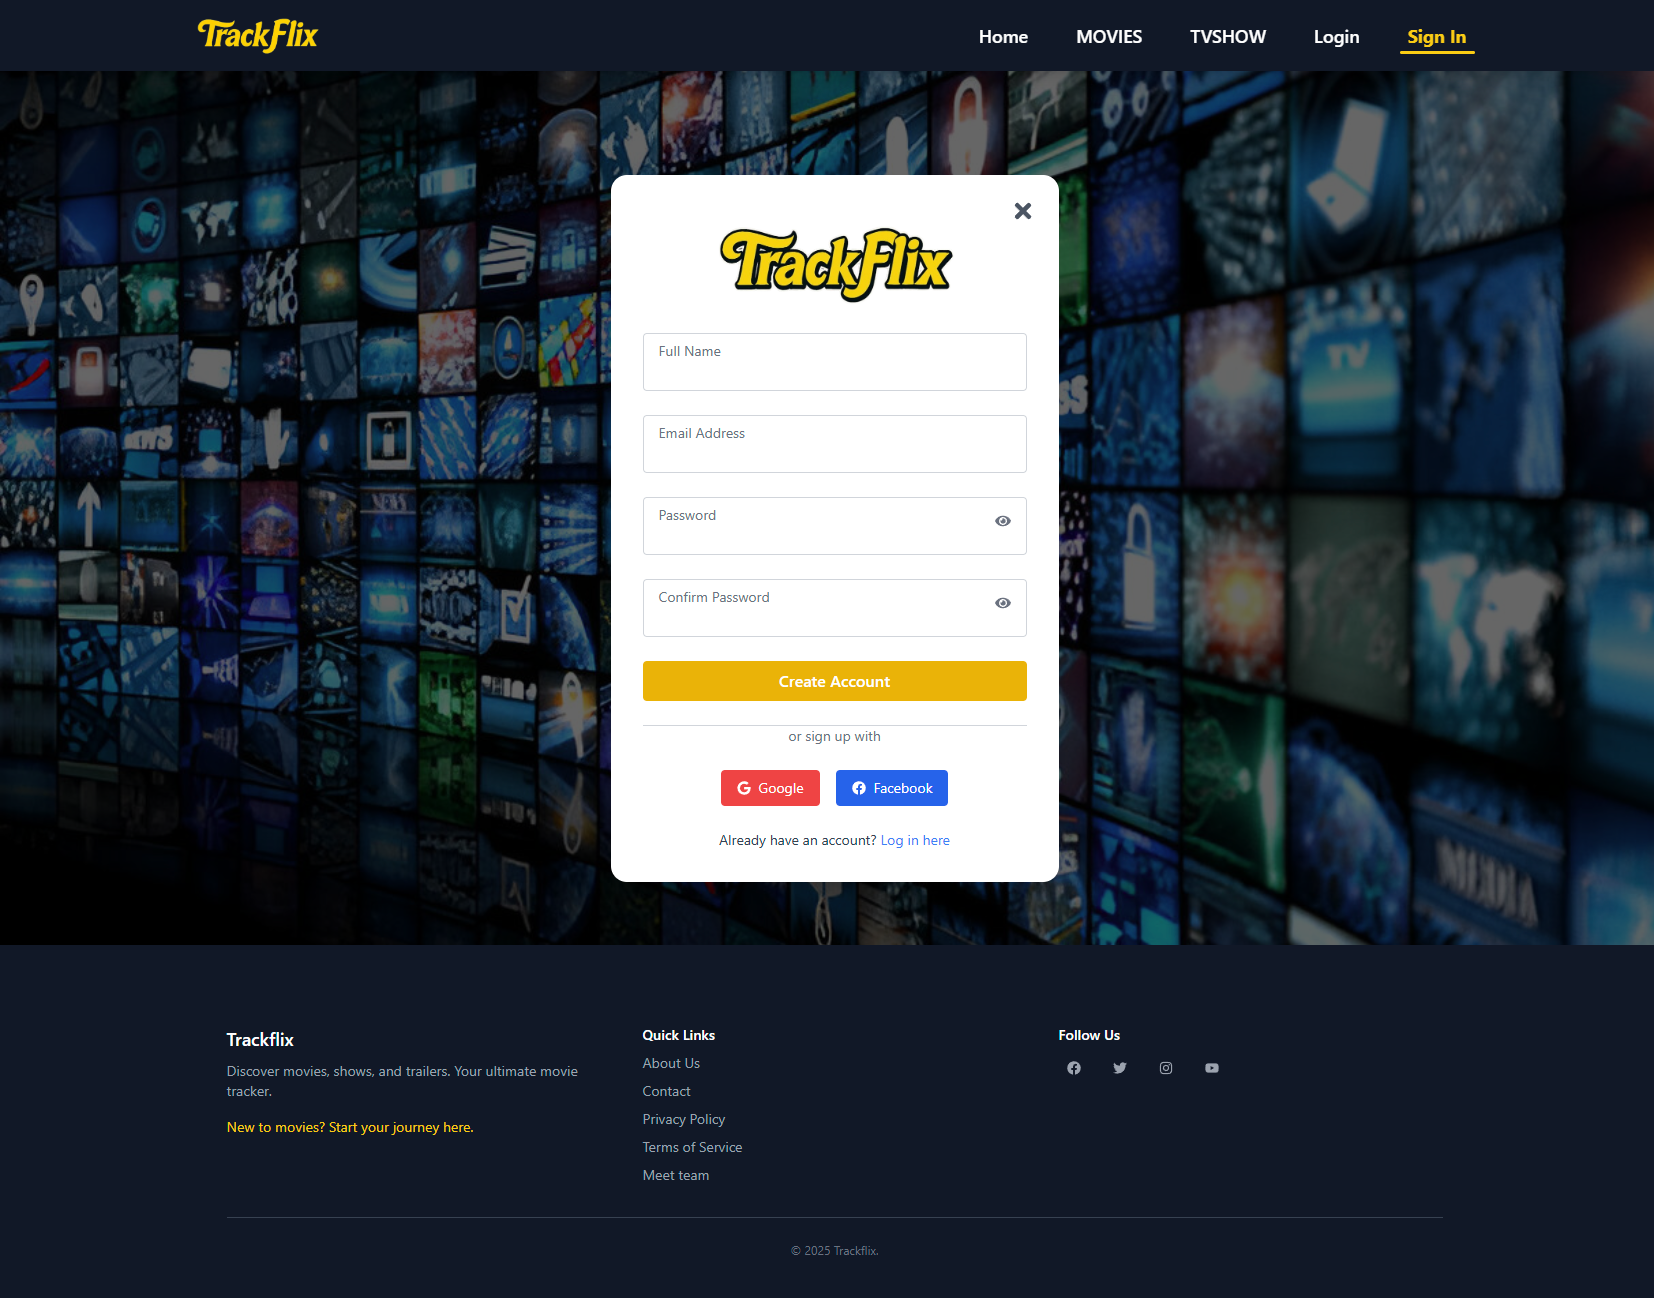 TrackFlix
Home
MOVIES
TVSHOW
Login
Sign In
TV
NEWS
MEDIA
TrackFlix
Full Name
Email Address
Password
Confirm Password
Create Account
or sign up with
Google
Facebook
Already have an account? Log in here
Trackflix
Discover movies, shows, and trailers. Your ultimate movie
tracker.
New to movies? Start your journey here.
Quick Links
About Us
Contact
Privacy Policy
Terms of Service
Meet team
Follow Us
© 2025 Trackflix.